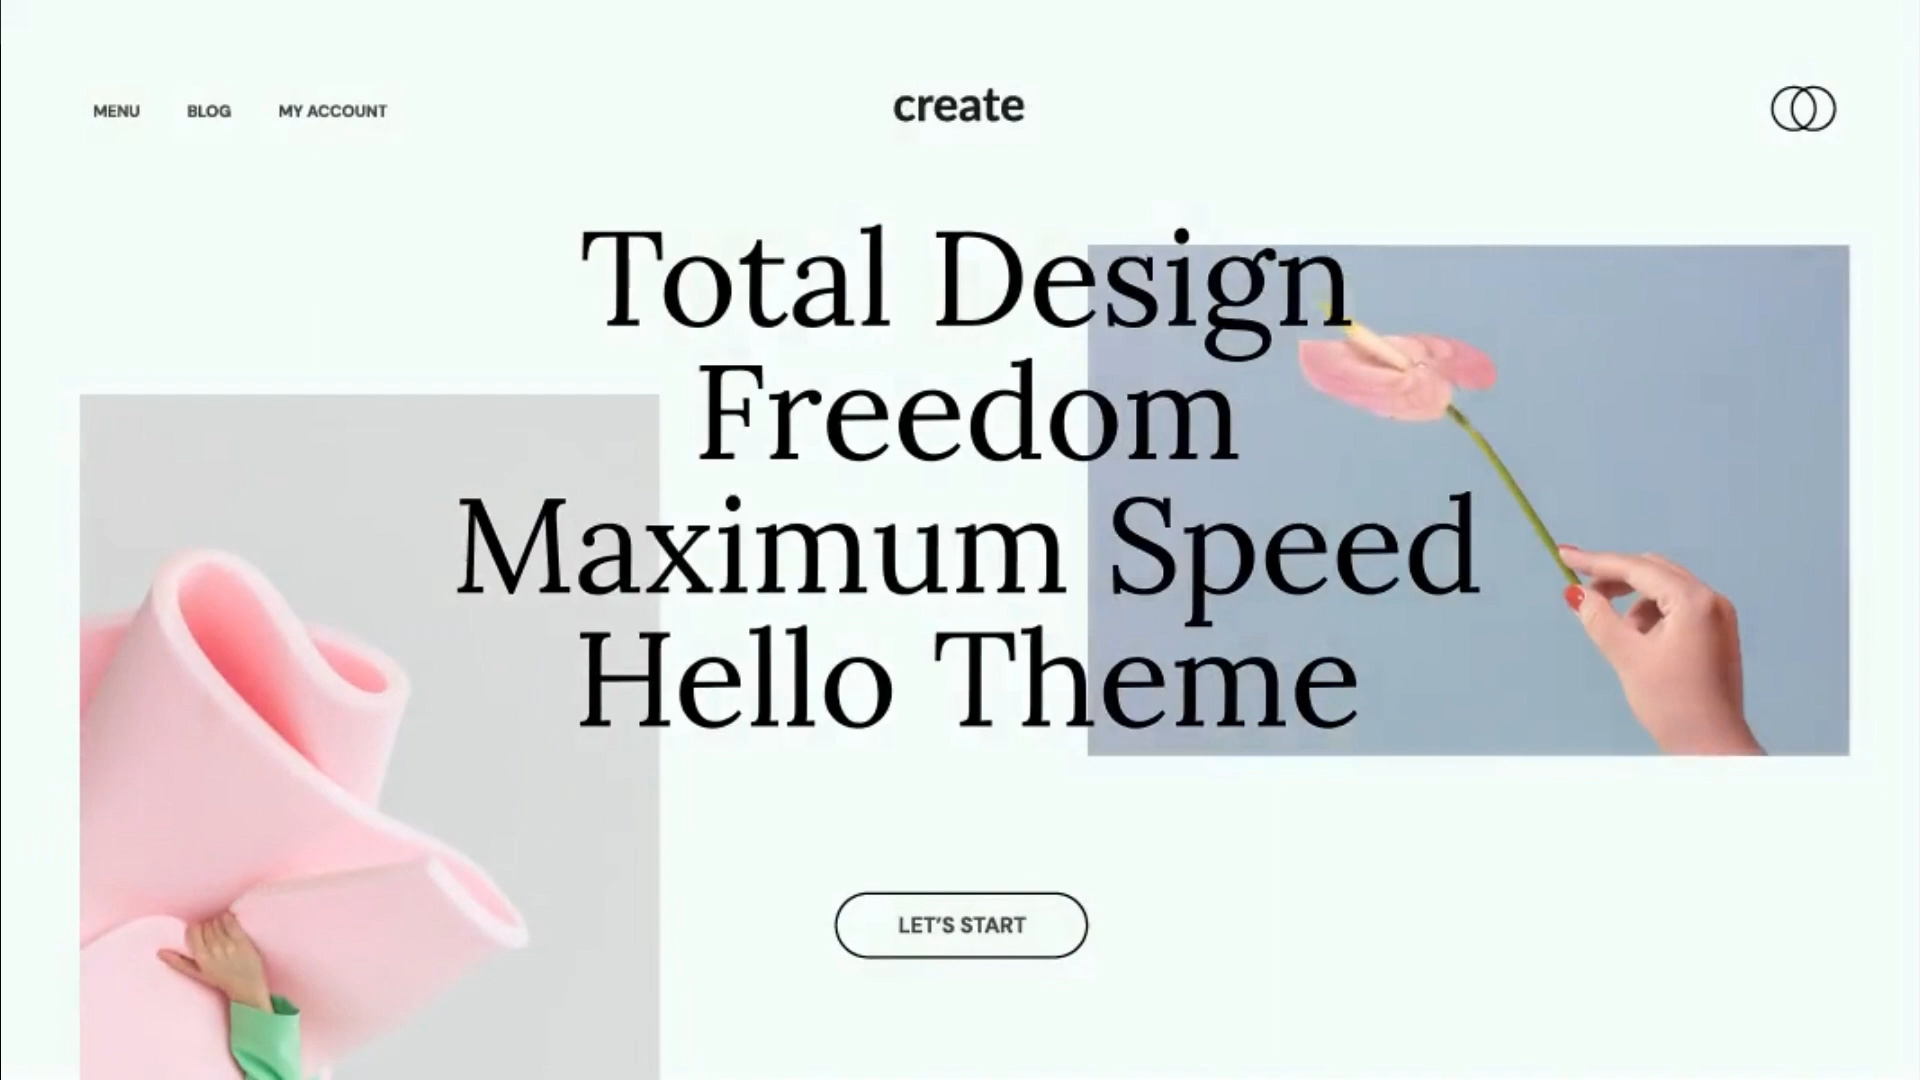 MENU BLOG MY ACCOUNT
create
Total Design
Freedom
Maximum Speed
Hello Theme
LET'S START